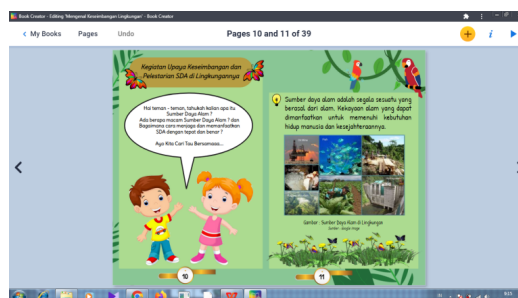 Book Creator - Editing 'Mengenal Keseimbangan Lingkungan' - Book Creator
My Books
Pages
Undo
Pages 10 and 11 of 39
Kegiatan Upaya Keseimbangan dan
Pelestarian SDA di Lingkungannya
Hai teman - teman, tahukah kalian apa itu
Sumber Daya Alam ?
Ada berapa macam Sumber Daya Alam ? dan
Bagaimana cara menjaga dan memanfaatkan
SDA dengan tepat dan benar ?
Ayo Kita Cari Tau Bersamaaa...
10
Sumber daya alam adalah segala sesuatu yang
berasal dari alam. Kekayaan alam yang dapat
dimanfaatkan untuk memenuhi kebutuhan
hidup manusia dan kesejahteraannya.
Gambar : Sumber Daya Alam di Lingkungan
Sumber : Google Image
11